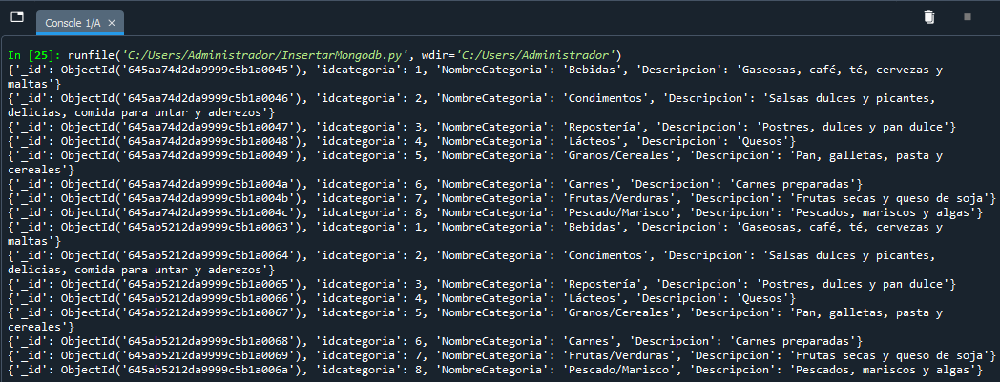 Console 1/A ×
In [25]: runfile('C:/Users/Administrador/InsertarMongodb.py', wdir='C:/Users/Administrador')
{'_id': ObjectId('645aa74d2da9999c5b1a0045'), 'idcategoria': 1, 'NombreCategoria': 'Bebidas', 'Descripcion': 'Gaseosas, café, té, cervezas y
maltas'}
{'_id': ObjectId('645aa74d2da9999c5b1a0046'), 'idcategoria': 2, 'NombreCategoria': 'Condimentos', 'Descripcion': 'Salsas dulces y picantes,
delicias, comida para untar y aderezos'}
{'_id': ObjectId('645aa74d2da9999c5b1a0047'), 'idcategoria': 3, 'NombreCategoria': 'Repostería', 'Descripcion': 'Postres, dulces y pan dulce'}
{'_id': ObjectId('645aa74d2da9999c5b1a0048'), 'idcategoria': 4, 'NombreCategoria': 'Lácteos', 'Descripcion': 'Quesos'}
{'_id': ObjectId('645aa74d2da9999c5b1a0049'), 'idcategoria': 5, 'NombreCategoria': 'Granos/Cereales', 'Descripcion': 'Pan, galletas, pasta y
cereales'}
{'_id': ObjectId('645aa74d2da9999c5b1a004a'), 'idcategoria': 6, 'NombreCategoria': 'Carnes', 'Descripcion': 'Carnes preparadas'}
{'_id': ObjectId('645aa74d2da9999c5b1a004b'), 'idcategoria': 7, 'NombreCategoria': 'Frutas/Verduras', 'Descripcion': 'Frutas secas y queso de soja'}
{'_id': ObjectId('645aa74d2da9999c5b1a004c'), 'idcategoria': 8, 'NombreCategoria': 'Pescado/Marisco', 'Descripcion': 'Pescados, mariscos y algas'}
{'_id': ObjectId('645ab5212da9999c5b1a0063'), 'idcategoria': 1, 'NombreCategoria': 'Bebidas', 'Descripcion': 'Gaseosas, café, té, cervezas y
maltas'}
{'_id': ObjectId('645ab5212da9999c5b1a0064'), 'idcategoria': 2, 'NombreCategoria': 'Condimentos', 'Descripcion': 'Salsas dulces y picantes,
delicias, comida para untar y aderezos'}
{'_id': ObjectId('645ab5212da9999c5b1a0065'), 'idcategoria': 3, 'NombreCategoria': 'Repostería', 'Descripcion': 'Postres, dulces y pan dulce'}
{'_id': ObjectId('645ab5212da9999c5b1a0066'), 'idcategoria': 4, 'NombreCategoria': 'Lácteos', 'Descripcion': 'Quesos'}
{'_id': ObjectId('645ab5212da9999c5b1a0067'), 'idcategoria': 5, 'NombreCategoria': 'Granos/Cereales', 'Descripcion': 'Pan, galletas, pasta y
cereales'}
{'_id': ObjectId('645ab5212da9999c5b1a0068'), 'idcategoria': 6, 'NombreCategoria': 'Carnes', 'Descripcion': 'Carnes preparadas'}
{'_id': ObjectId('645ab5212da9999c5b1a0069'), 'idcategoria': 7, 'NombreCategoria': 'Frutas/Verduras', 'Descripcion': 'Frutas secas y queso de soja'}
{'_id': ObjectId('645ab5212da9999c5b1a006a'), 'idcategoria': 8, 'NombreCategoria': 'Pescado/Marisco', 'Descripcion': 'Pescados, mariscos y algas'}